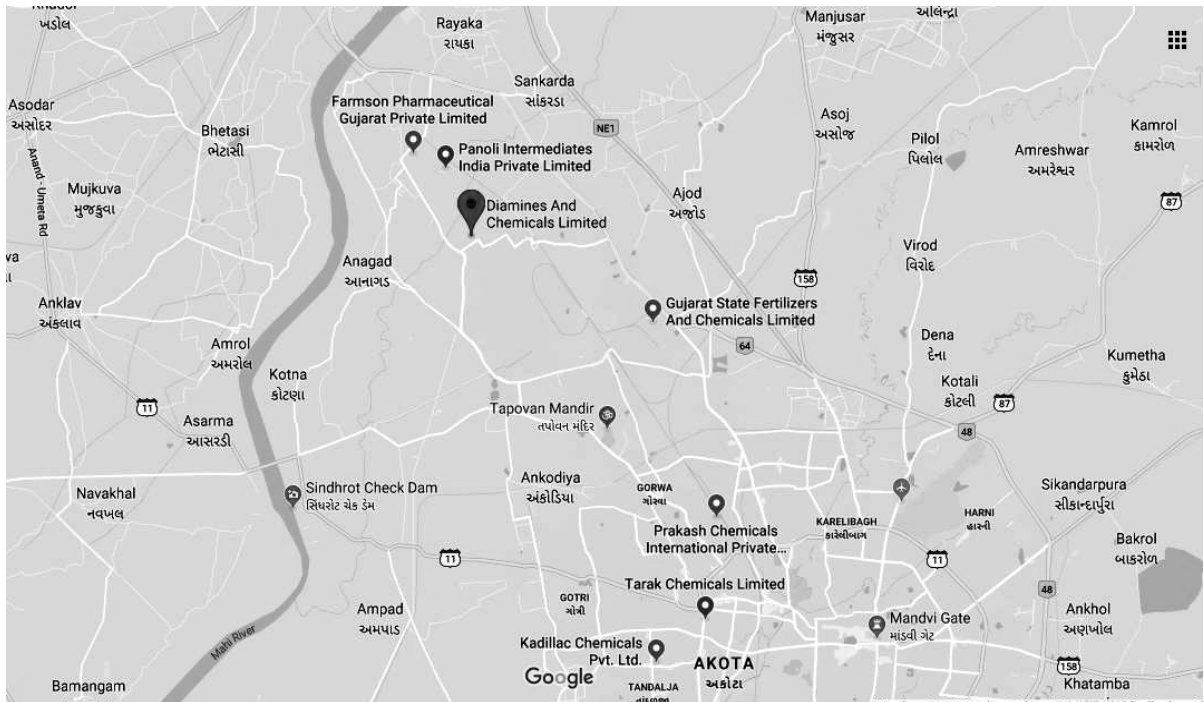 ખડોલ
Rayaka
રાયકા
Manjusar
મંજુસર
Sankarda
સાંકરડા
Asodar
અસોદર
Farmson Pharmaceutical
Gujarat Private Limited
Bhetasi
ભેટાસી
Panoli Intermediates
India Private Limited
NE1
Asoj
અસોજ
Pilol
પિલોલ
Kamrol
કામરોળ
Amreshwar
અમરેશ્વર
Anand - Umeta Rd
Mujkuva
મુજકુવા
Diamines And
Chemicals Limited
Ajod
અજોડ
87
Virod
વિરોદ
Anagad
આનાગડ
158
Anklav
અંકલાવ
Gujarat State Fertilizers
And Chemicals Limited
64
Dena
દેના
Amrol
અમરોલ
Kumetha
કુમેઠા
Kotna
કોટણા
Kotali
કોટલી
11
87
Asarma
આસરડી
Tapovan Mandir
તપોવન મંદિર
48
Ankodiya
અંકોડિયા
GORWA
ગોરવા
Sindhrot Check Dam
સિંધરોટ ચેક ડેમ
Navakhal
નવખલ
Sikandarpura
સીકાન્દાર્પુરા
Prakash Chemicals
International Private...
KARELIBAGH
કારેલીબાગ
HARNI
હારની
Bakrol
બાકરોળ
11
11
Tarak Chemicals Limited
48
GOTRI
ગોત્રી
Ampad
અમપાડ
Mandvi Gate
માંડવી ગેટ
Ankhol
અણખોલ
Mahi River
Kadillac Chemicals
Pvt. Ltd.
Google
AKOTA
અકોટા
158
Bamangam
TANDALJA
Khatamba